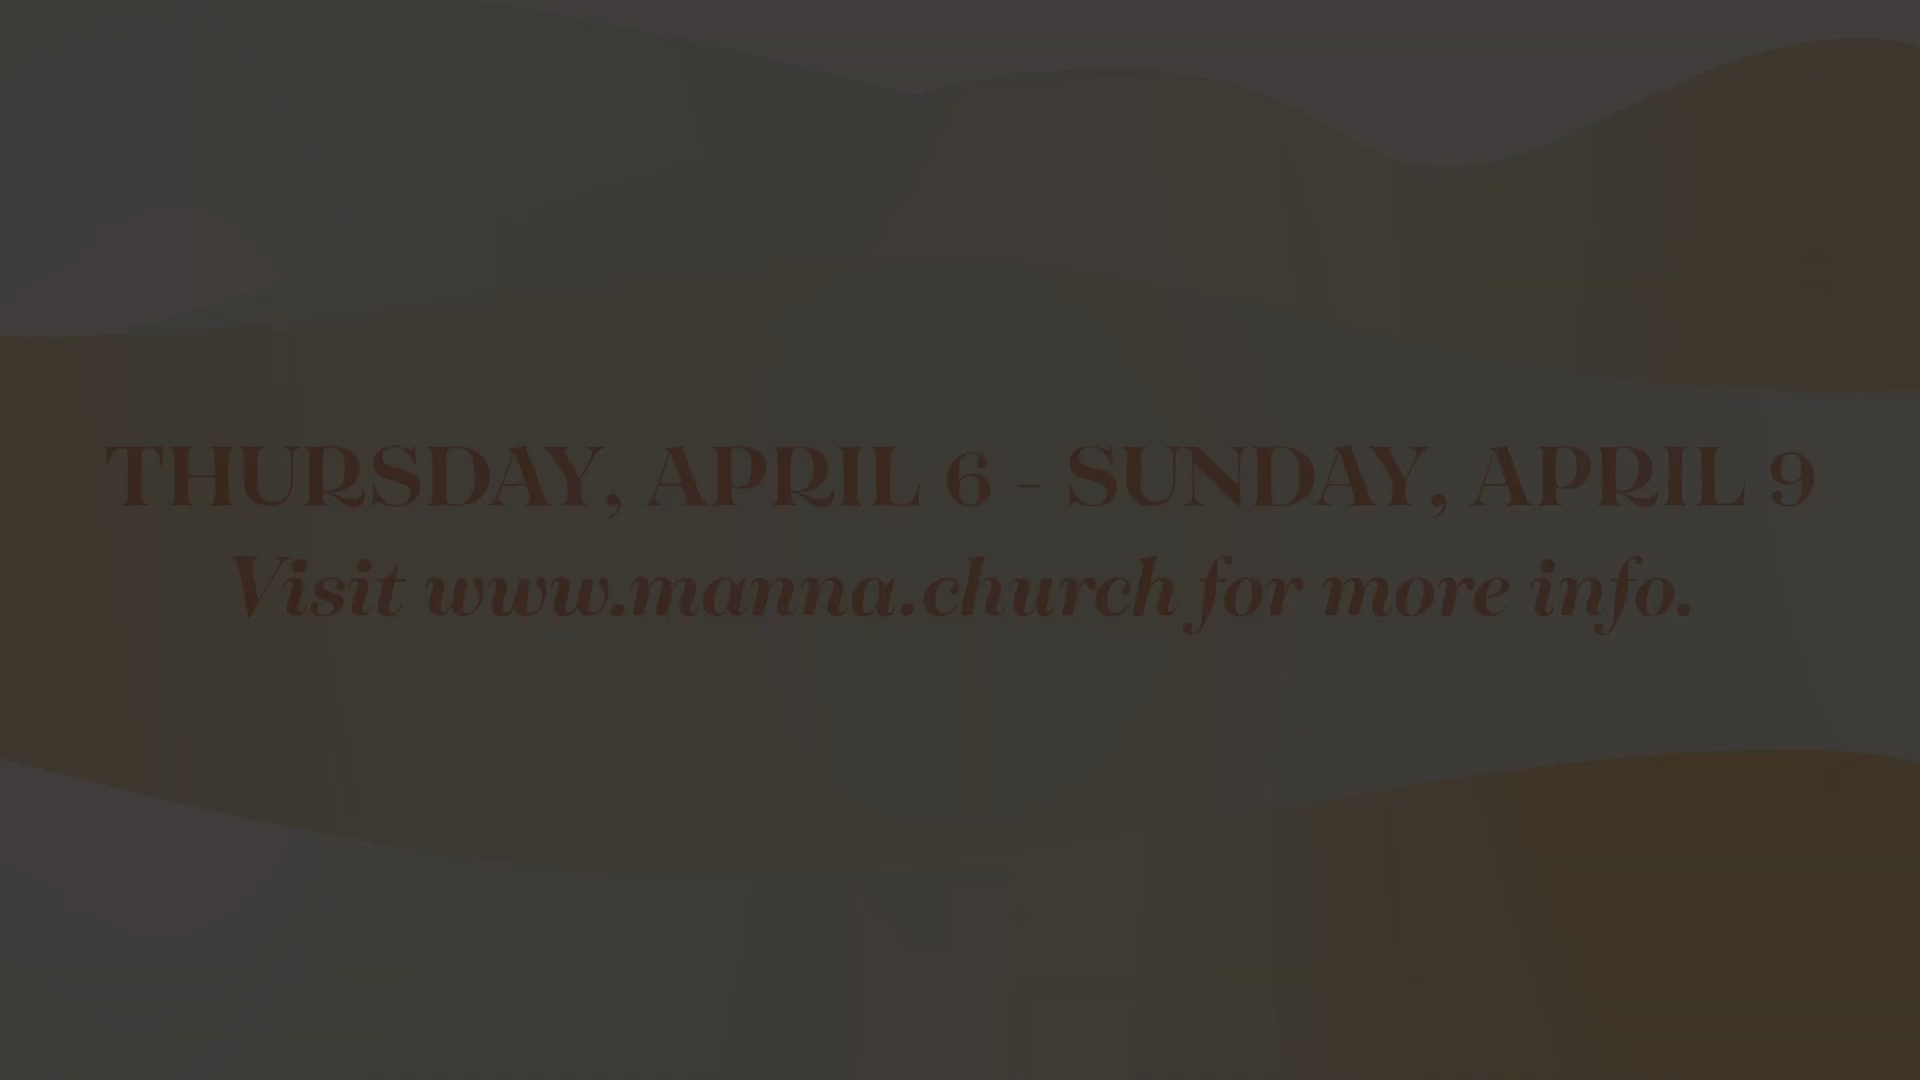 THURSDAY, APRIL 6 - SUNDAY, APRIL 9
Visit www.manna.church for more info.